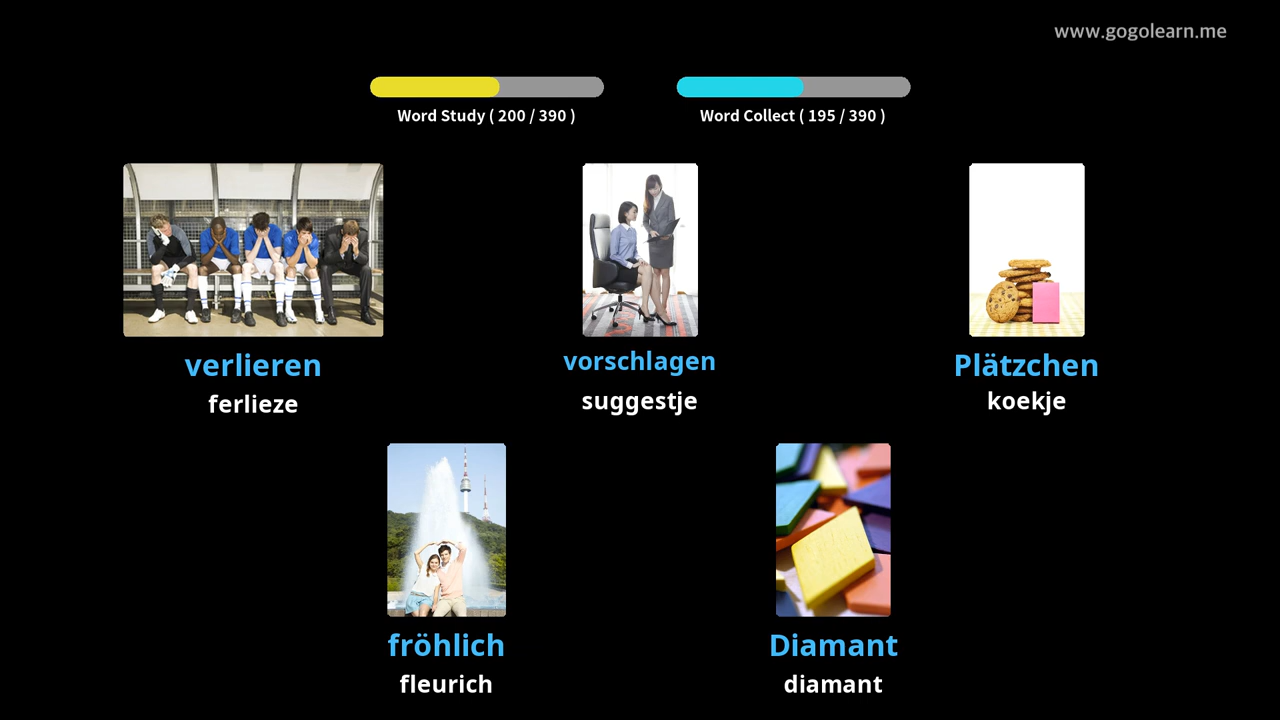 www.gogolearn.me
Word Study ( 200 / 390 )
Word Collect ( 195 / 390 )
verlieren
ferlieze
vorschlagen
suggestje
Plätzchen
koekje
fröhlich
fleurich
Diamant
diamant